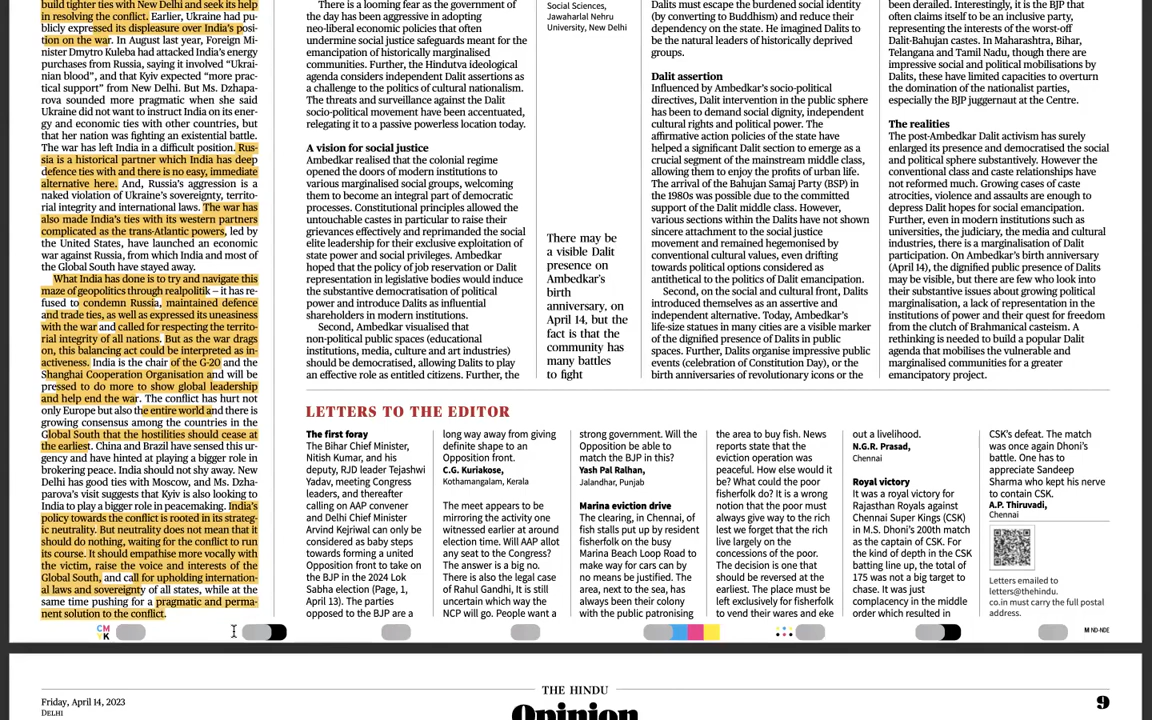 build tighter ties with New Delhi and seek its help
in resolving the conflict. Earlier, Ukraine had pu-
blicly expressed its displeasure over India's posi-
tion on the war. In August last year, Foreign Mi-
nister Dmytro Kuleba had attacked India's energy
purchases from Russia, saying it involved "Ukrai-
nian blood", and that Kyiv expected "more prac-
tical support" from New Delhi. But Ms. Dzhapa-
rova sounded more pragmatic when she said
Ukraine did not want to instruct India on its ener-
gy and economic ties with other countries, but
that her nation was fighting an existential battle.
The war has left India in a difficult position. Rus-
sia is a historical partner which India has deep
defence ties with and there is no easy, immediate
alternative here. And, Russia's aggression is a
naked violation of Ukraine's sovereignty, territo-
rial integrity and international laws. The war has
also made India's ties with its western partners
complicated as the trans-Atlantic powers, led by
the United States, have launched an economic
war against Russia, from which India and most of
the Global South have stayed away.
What India has done is to try and navigate this
maze of geopolitics through realpolitik – it has re-
fused to condemn Russia, maintained defence
and trade ties, as well as expressed its uneasiness
with the war and called for respecting the territo-
rial integrity of all nations. But as the war drags
on, this balancing act could be interpreted as in-
activeness. India is the chair of the G-20 and the
Shanghai Cooperation Organisation and will be
pressed to do more to show global leadership
and help end the war. The conflict has hurt not
only Europe but also the entire world and there is
growing consensus among the countries in the
Global South that the hostilities should cease at
the earliest. China and Brazil have sensed this ur-
gency and have hinted at playing a bigger role in
brokering peace. India should not shy away. New
Delhi has good ties with Moscow, and Ms. Dzha-
parova's visit suggests that Kyiv is also looking to
India to play a bigger role in peacemaking. India's
policy towards the conflict is rooted in its strateg-
ic neutrality. But neutrality does not mean that it
should do nothing, waiting for the conflict to run
its course. It should empathise more vocally with
the victim, raise the voice and interests of the
Global South, and call for upholding internation-
al laws and sovereignty of all states, while at the
same time pushing for a pragmatic and perma-
nent solution to the conflict.
There is a looming fear as the government of
the day has been aggressive in adopting
neo-liberal economic policies that often
undermine social justice safeguards meant for the
emancipation of historically marginalised
communities. Further, the Hindutva ideological
agenda considers independent Dalit assertions as
a challenge to the politics of cultural nationalism.
The threats and surveillance against the Dalit
socio-political movement have been accentuated,
relegating it to a passive powerless location today.
A vision for social justice
Ambedkar realised that the colonial regime
opened the doors of modern institutions to
various marginalised social groups, welcoming
them to become an integral part of democratic
processes. Constitutional principles allowed the
untouchable castes in particular to raise their
grievances effectively and reprimanded the social
elite leadership for their exclusive exploitation of
state power and social privileges. Ambedkar
hoped that the policy of job reservation or Dalit
representation in legislative bodies would induce
the substantive democratisation of political
power and introduce Dalits as influential
shareholders in modern institutions.
Second, Ambedkar visualised that
non-political public spaces (educational
institutions, media, culture and art industries)
should be democratised, allowing Dalits to play
an effective role as entitled citizens. Further, the
Social Sciences,
Jawaharlal Nehru
University, New Delhi
There may be
a visible Dalit
presence on
Ambedkar's
birth
anniversary, on
April 14, but the
fact is that the
community has
many battles
to fight
Dalits must escape the burdened social identity
(by converting to Buddhism) and reduce their
dependency on the state. He imagined Dalits to
be the natural leaders of historically deprived
groups.
Dalit assertion
Influenced by Ambedkar's socio-political
directives, Dalit intervention in the public sphere
has been to demand social dignity, independent
cultural rights and political power. The
affirmative action policies of the state have
helped a significant Dalit section to emerge as a
crucial segment of the mainstream middle class,
allowing them to enjoy the profits of urban life.
The arrival of the Bahujan Samaj Party (BSP) in
the 1980s was possible due to the committed
support of the Dalit middle class. However,
various sections within the Dalits have not shown
sincere attachment to the social justice
movement and remained hegemonised by
conventional cultural values, even drifting
towards political options considered as
antithetical to the politics of Dalit emancipation.
Second, on the social and cultural front, Dalits
introduced themselves as an assertive and
independent alternative. Today, Ambedkar's
life-size statues in many cities are a visible marker
of the dignified presence of Dalits in public
spaces. Further, Dalits organise impressive public
events (celebration of Constitution Day), or the
birth anniversaries of revolutionary icons or the
been derailed. Interestingly, it is the BJP that
often claims itself to be an inclusive party,
representing the interests of the worst-off
Dalit-Bahujan castes. In Maharashtra, Bihar,
Telangana and Tamil Nadu, though there are
impressive social and political mobilisations by
Dalits, these have limited capacities to overturn
the domination of the nationalist parties,
especially the BJP juggernaut at the Centre.
The realities
The post-Ambedkar Dalit activism has surely
enlarged its presence and democratised the social
and political sphere substantively. However the
conventional class and caste relationships have
not reformed much. Growing cases of caste
atrocities, violence and assaults are enough to
depress Dalit hopes for social emancipation.
Further, even in modern institutions such as
universities, the judiciary, the media and cultural
industries, there is a marginalisation of Dalit
participation. On Ambedkar's birth anniversary
(April 14), the dignified public presence of Dalits
may be visible, but there are few who look into
their substantive issues about growing political
marginalisation, a lack of representation in the
institutions of power and their quest for freedom
from the clutch of Brahmanical casteism. A
rethinking is needed to build a popular Dalit
agenda that mobilises the vulnerable and
marginalised communities for a greater
emancipatory project.
LETTERS TO THE EDITOR
The first foray
The Bihar Chief Minister,
Nitish Kumar, and his
deputy, RJD leader Tejashwi
Yadav, meeting Congress
leaders, and thereafter
calling on AAP convener
and Delhi Chief Minister
Arvind Kejriwal can only be
considered as baby steps
towards forming a united
Opposition front to take on
the BJP in the 2024 Lok
Sabha election (Page, 1,
April 13). The parties
opposed to the BJP are a
long way away from giving
definite shape to an
Opposition front.
C.G. Kuriakose,
Kothamangalam, Kerala
The meet appears to be
mirroring the activity one
witnessed earlier at around
election time. Will AAP allot
any seat to the Congress?
The answer is a big no.
There is also the legal case
of Rahul Gandhi, It is still
uncertain which way the
NCP will go. People want a
strong government. Will the
Opposition be able to
match the BJP in this?
Yash Pal Ralhan,
Jalandhar, Punjab
Marina eviction drive
The clearing, in Chennai, of
fish stalls put up by resident
fisherfolk on the busy
Marina Beach Loop Road to
make way for cars can by
no means be justified. The
area, next to the sea, has
always been their colony
with the public patronising
the area to buy fish. News
reports state that the
eviction operation was
peaceful. How else would it
be? What could the poor
fisherfolk do? It is a wrong
notion that the poor must
always give way to the rich
lest we forget that the rich
live largely on the
concessions of the poor.
The decision is one that
should be reversed at the
earliest. The place must be
left exclusively for fisherfolk
to vend their wares and eke
out a livelihood.
N.G.R. Prasad,
Chennai
Royal victory
It was a royal victory for
Rajasthan Royals against
Chennai Super Kings (CSK)
in M.S. Dhoni's 200th match
as the captain of CSK. For
the kind of depth in the CSK
batting line up, the total of
175 was not a big target to
chase. It was just
complacency in the middle
order which resulted in
CSK's defeat. The match
was once again Dhoni's
battle. One has to
appreciate Sandeep
Sharma who kept his nerve
to contain CSK.
A.P. Thiruvadi,
Chennai
Letters emailed to
letters@thehindu.
co.in must carry the full postal
address.
CM
YK
M ND-NDE
THE HINDU
Friday, April 14, 2023
DELHI
9
Opinion